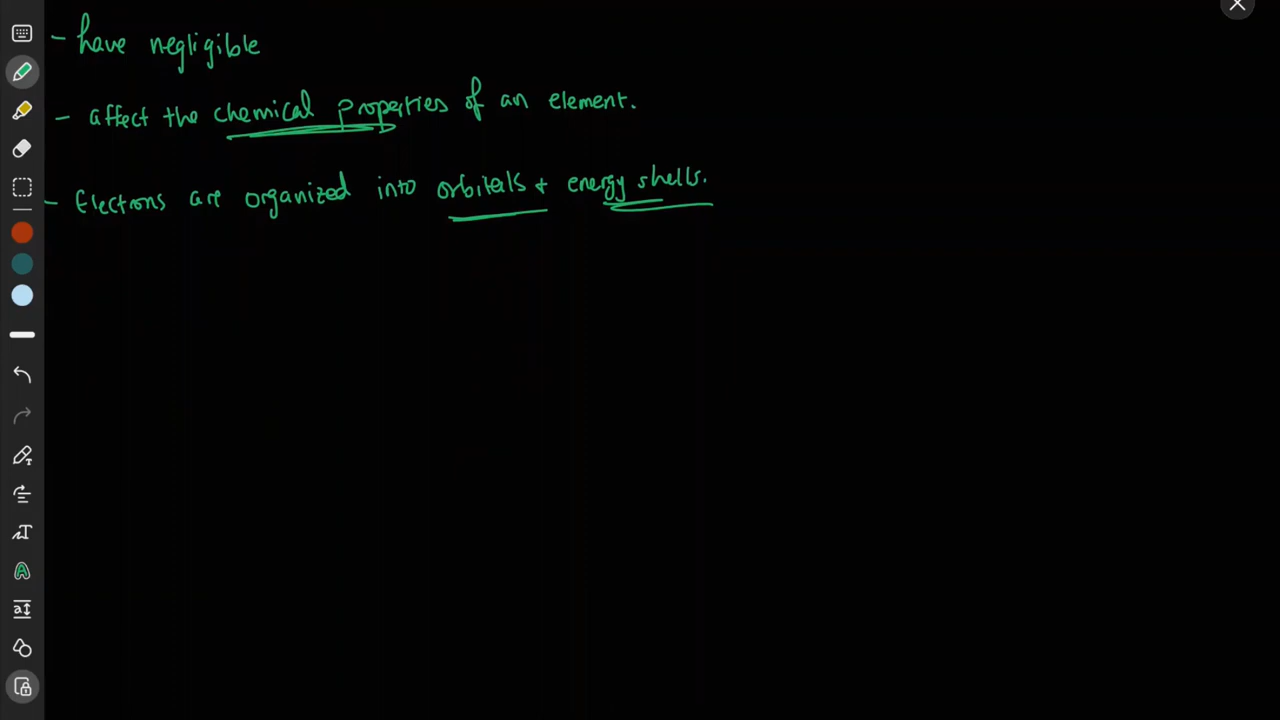 - have negligible
- affect the chemical properties of an element.
- Electrons are organized into orbitals + energy shells.